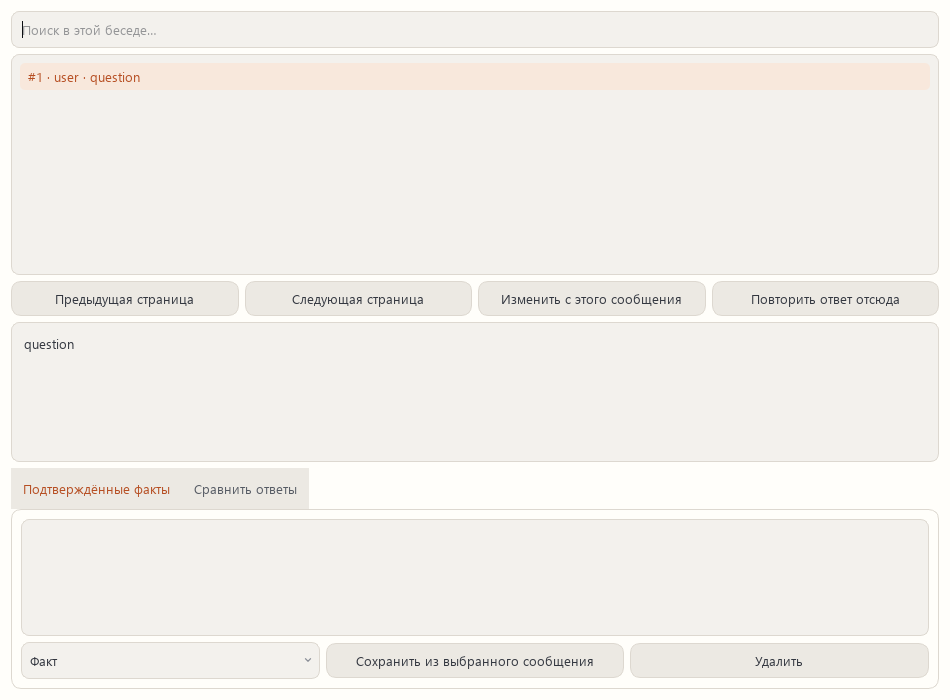 Поиск в этой беседе…
#1 · user · question
Предыдущая страница
Следующая страница
Изменить с этого сообщения
Повторить ответ отсюда
question
Подтверждённые факты
Сравнить ответы
Факт
Сохранить из выбранного сообщения
Удалить